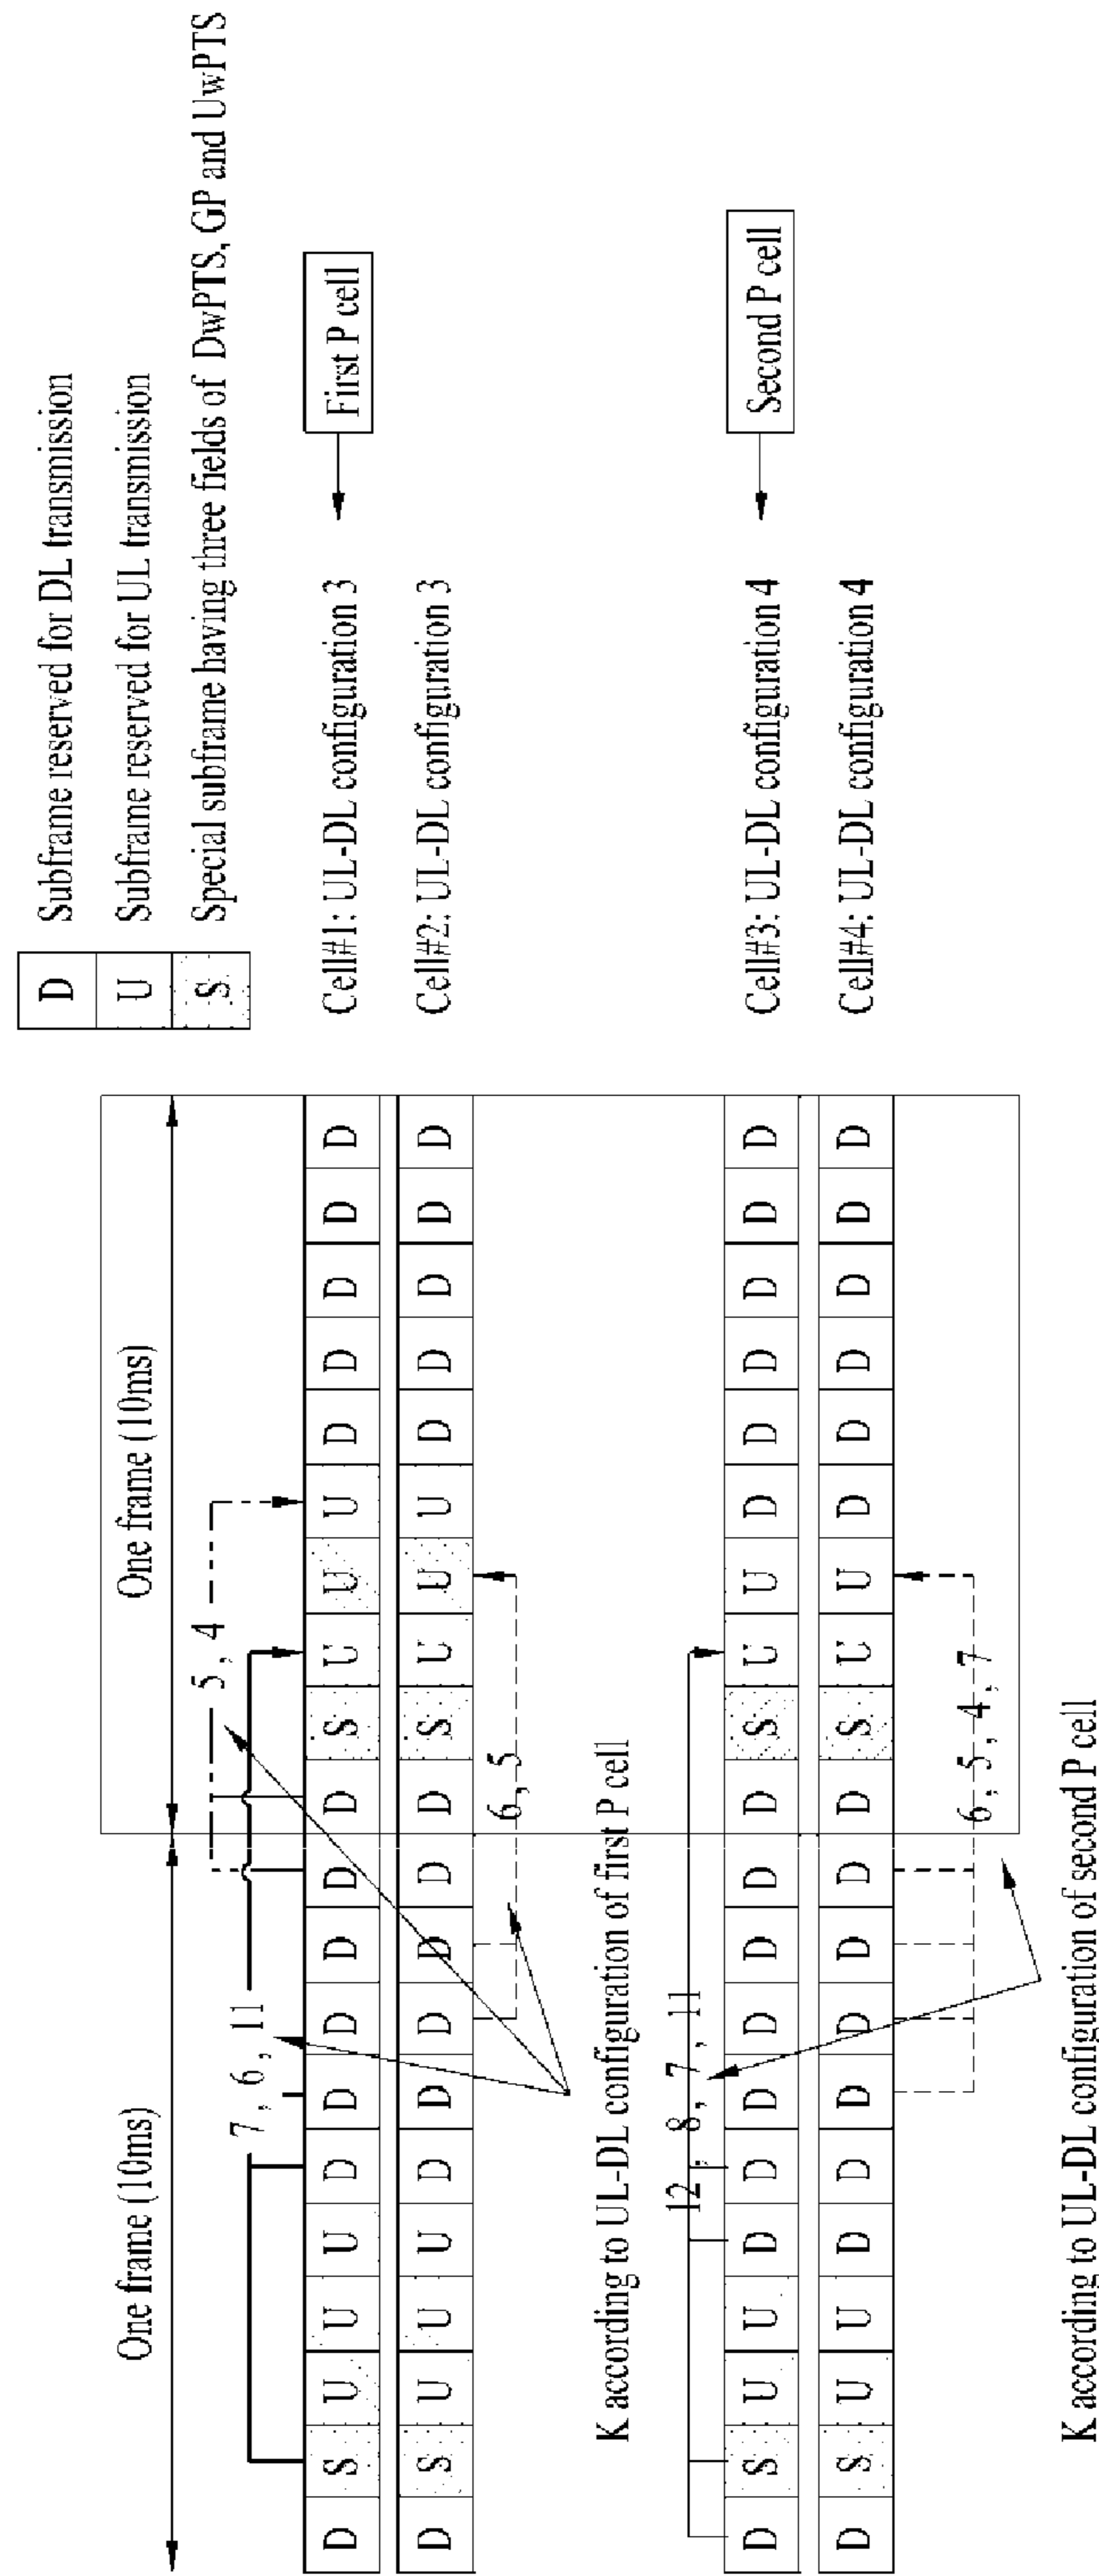 D Subframe reserved for DL transmission
U Subframe reserved for UL transmission
S Special subframe having three fields of DwPTS, GP and UwPTS
One frame (10ms)
One frame (10ms)
5, 4
7, 6, 11
D S U U U D D D D D D S U U U D D D D D
Cell#1: UL-DL configuration 3
First P cell
D S U U U D D D D D D S U U U D D D D D
Cell#2: UL-DL configuration 3
6, 5
K according to UL-DL configuration of first P cell
12, 8, 7, 11
D S U U D D D D D D D S U U D D D D D D
Cell#3: UL-DL configuration 4
Second P cell
D S U U D D D D D D D S U U D D D D D D
Cell#4: UL-DL configuration 4
6, 5, 4, 7
K according to UL-DL configuration of second P cell